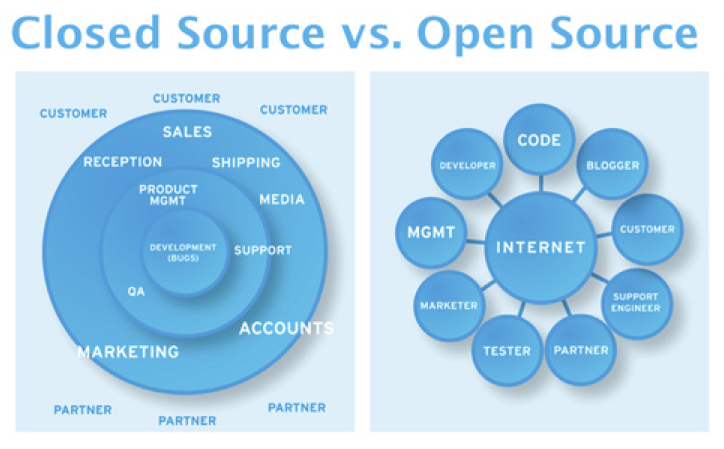 Closed Source vs. Open Source
CUSTOMER
CUSTOMER
CUSTOMER
SALES
RECEPTION
SHIPPING
PRODUCT
MGMT
MEDIA
DEVELOPMENT
(BUGS)
SUPPORT
QA
ACCOUNTS
MARKETING
PARTNER
PARTNER
PARTNER
CODE
DEVELOPER
BLOGGER
MGMT
INTERNET
CUSTOMER
MARKETER
SUPPORT
ENGINEER
TESTER
PARTNER